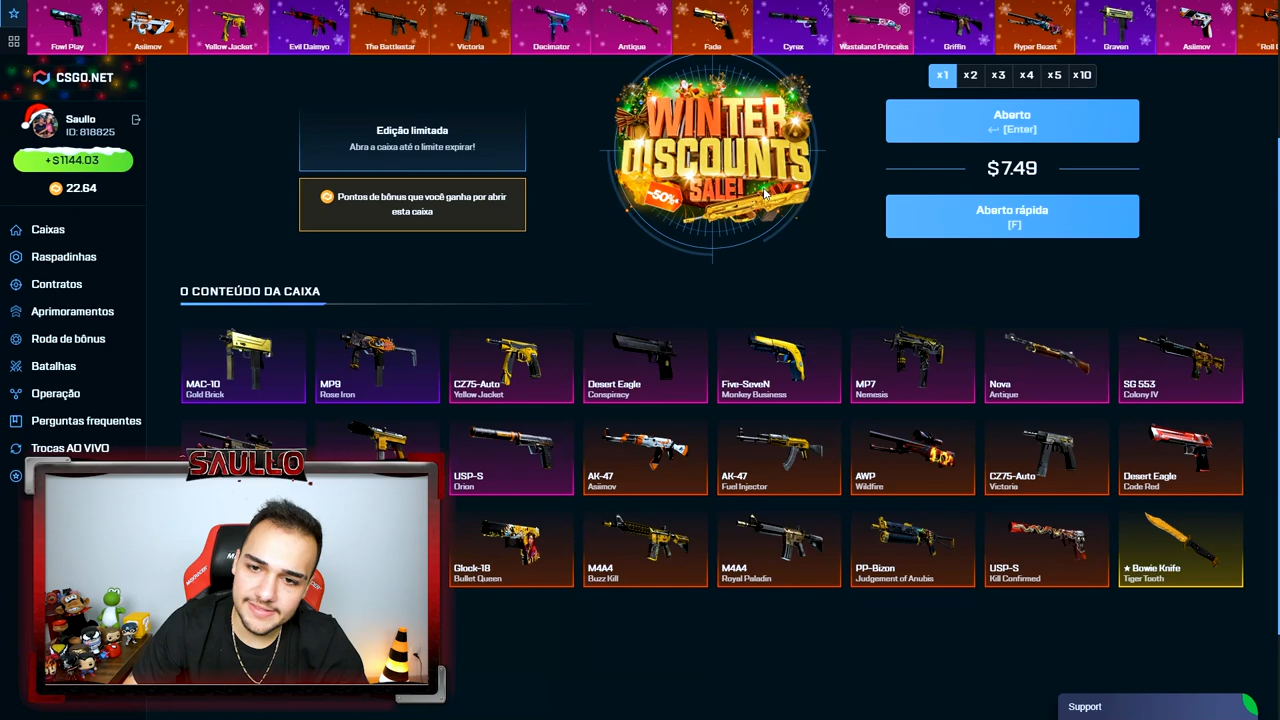 Fowl Play
Asiimov
Yellow Jacket
Evil Daimyo
The Battlestar
Victoria
Decimator
Antique
Fade
Cyrex
Wasteland Princess
Griffin
Hyper Beast
Graven
Asiimov
Roll
CSGO.NET
Saullo
ID: 818825
+$1144.03
22.64
Caixas
Raspadinhas
Contratos
Aprimoramentos
Roda de bônus
Batalhas
Operação
Perguntas frequentes
Trocas AO VIVO
Edição limitada
Abra a caixa até o limite expirar!
Pontos de bônus que você ganha por abrir
esta caixa
WINTER
DISCOUNTS
SALE!
-50%
x1
x2
x3
x4
x5
x10
Aberto
[Enter]
$7.49
Aberto rápida
[F]
O CONTEÚDO DA CAIXA
MAC-10
Gold Brick
MP9
Rose Iron
CZ75-Auto
Yellow Jacket
Desert Eagle
Conspiracy
Five-SeveN
Monkey Business
MP7
Nemesis
Nova
Antique
SG 553
Colony IV
USP-S
Orion
AK-47
Asiimov
AK-47
Fuel Injector
AWP
Wildfire
CZ75-Auto
Victoria
Desert Eagle
Code Red
Glock-18
Bullet Queen
M4A4
Buzz Kill
M4A4
Royal Paladin
PP-Bizon
Judgement of Anubis
USP-S
Kill Confirmed
★ Bowie Knife
Tiger Tooth
SAULLO
Support